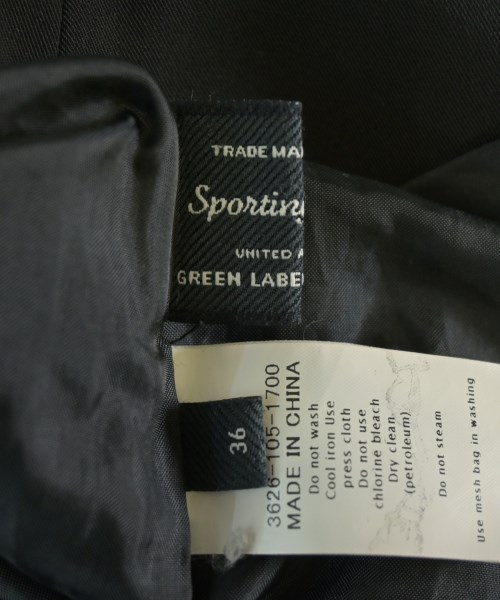 TRADE MA
Sporting
UNITED A
GREEN LABE
36
3626-105-1700
MADE IN CHINA
Do not wash
Cool iron Use
press cloth
Do not use
chlorine bleach
Dry clean
(petroleum)
Do not steam
Use mesh bag in washing